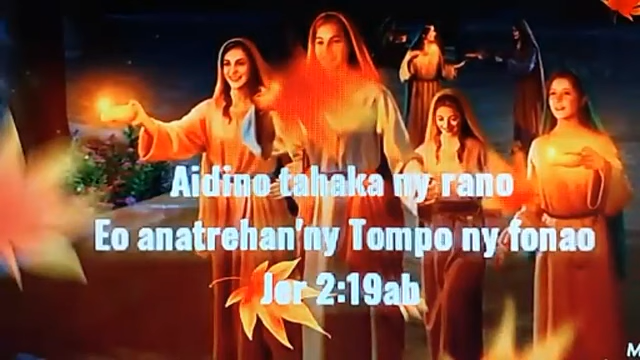 Aidino tahaka ny rano
Eo anatrehan'ny Tompo ny fonao
Jer 2:19ab
M